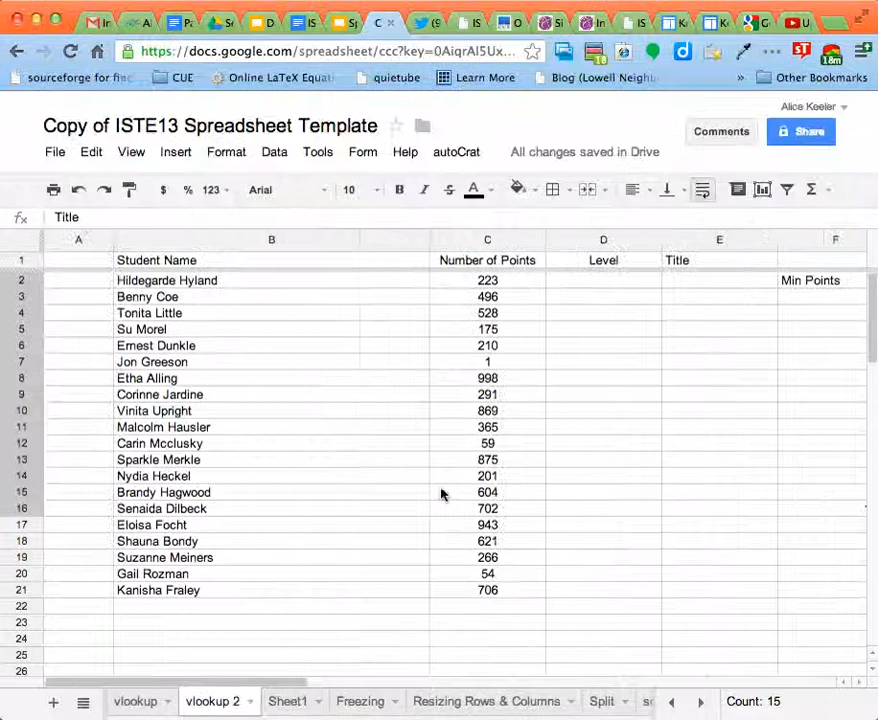 https://docs.google.com/spreadsheet/ccc?key=0AiqrAI5Ux...
18
18m
sourceforge for fine CUE Online LaTeX Equati quietube Learn More Blog (Lowell Neighb » Other Bookmarks
Alice Keeler
Copy of ISTE13 Spreadsheet Template
Comments Share
File Edit View Insert Format Data Tools Form Help autoCrat All changes saved in Drive
$ % 123 Arial 10 B I S A Σ
fx Title
A B C D E F
1 Student Name Number of Points Level Title
2 Hildegarde Hyland 223 Min Points
3 Benny Coe 496
4 Tonita Little 528
5 Su Morel 175
6 Ernest Dunkle 210
7 Jon Greeson 1
8 Etha Alling 998
9 Corinne Jardine 291
10 Vinita Upright 869
11 Malcolm Hausler 365
12 Carin Mcclusky 59
13 Sparkle Merkle 875
14 Nydia Heckel 201
15 Brandy Hagwood 604
16 Senaida Dilbeck 702
17 Eloisa Focht 943
18 Shauna Bondy 621
19 Suzanne Meiners 266
20 Gail Rozman 54
21 Kanisha Fraley 706
22
23
24
25
26
vlookup vlookup 2 Sheet1 Freezing Resizing Rows & Columns Split Count: 15